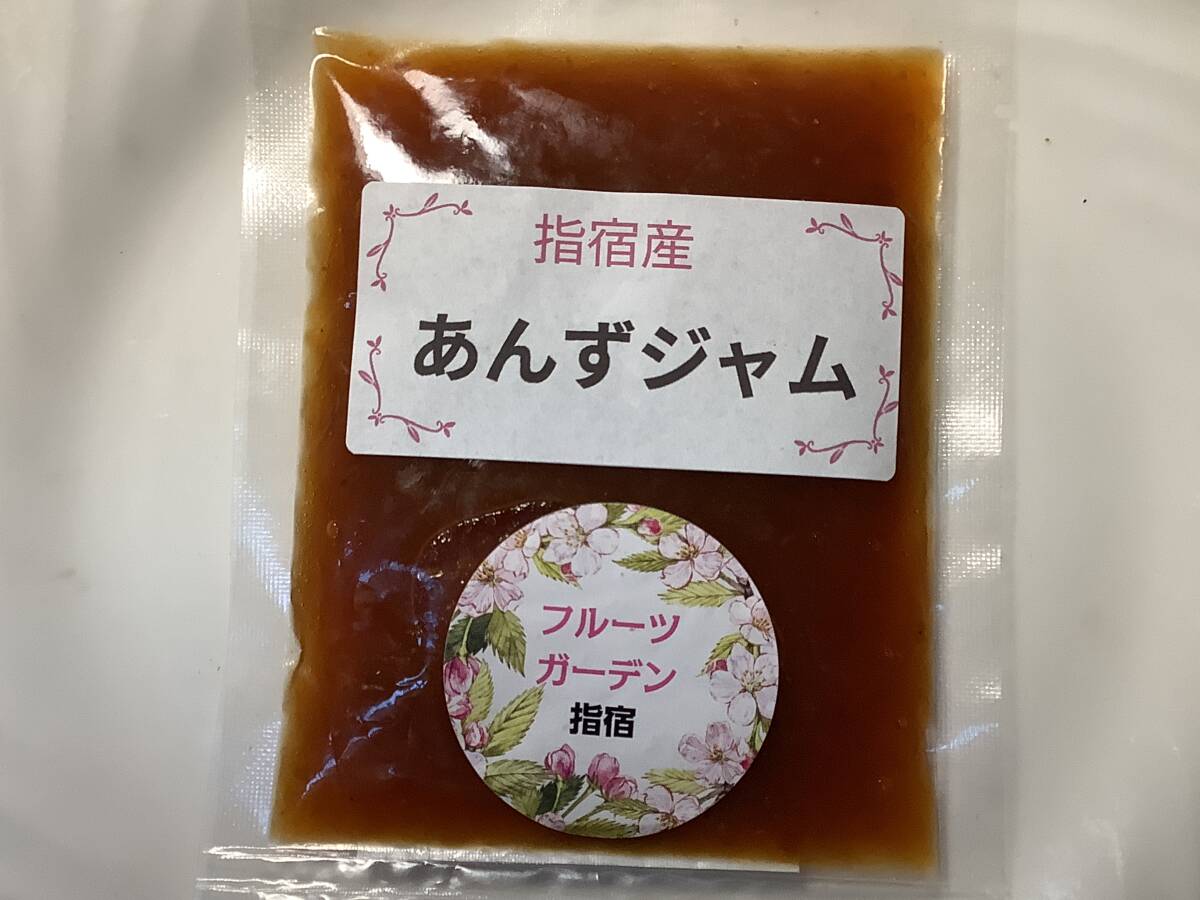 指宿産
あんずジャム
フルーツ
ガーデン
指宿